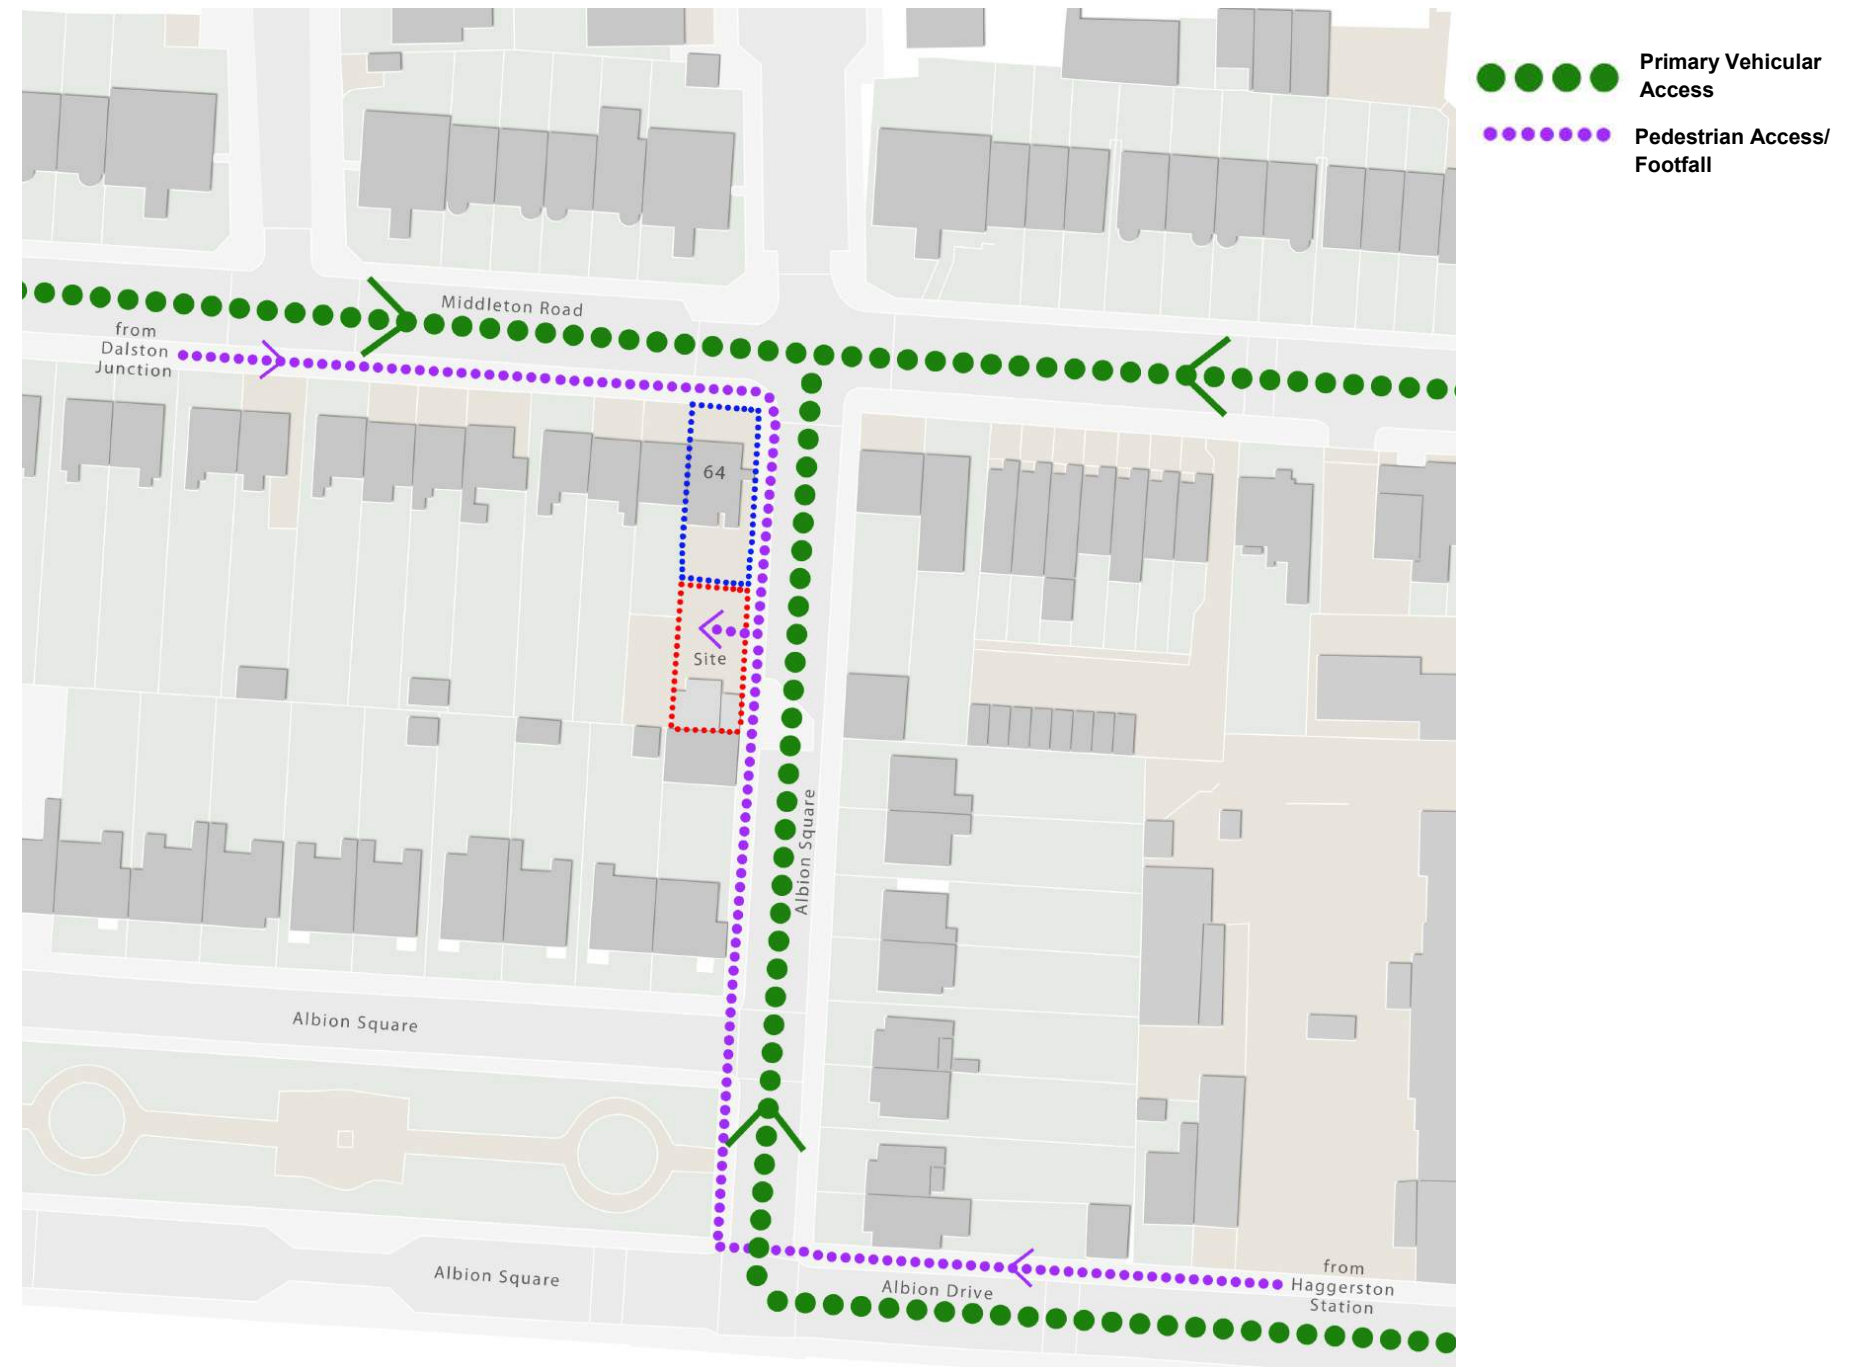 Primary Vehicular
Access
Pedestrian Access/
Footfall
Middleton Road
from
Dalston
Junction
64
Site
Albion Square
Albion Square
Albion Square
Albion Drive
from
Haggerston
Station